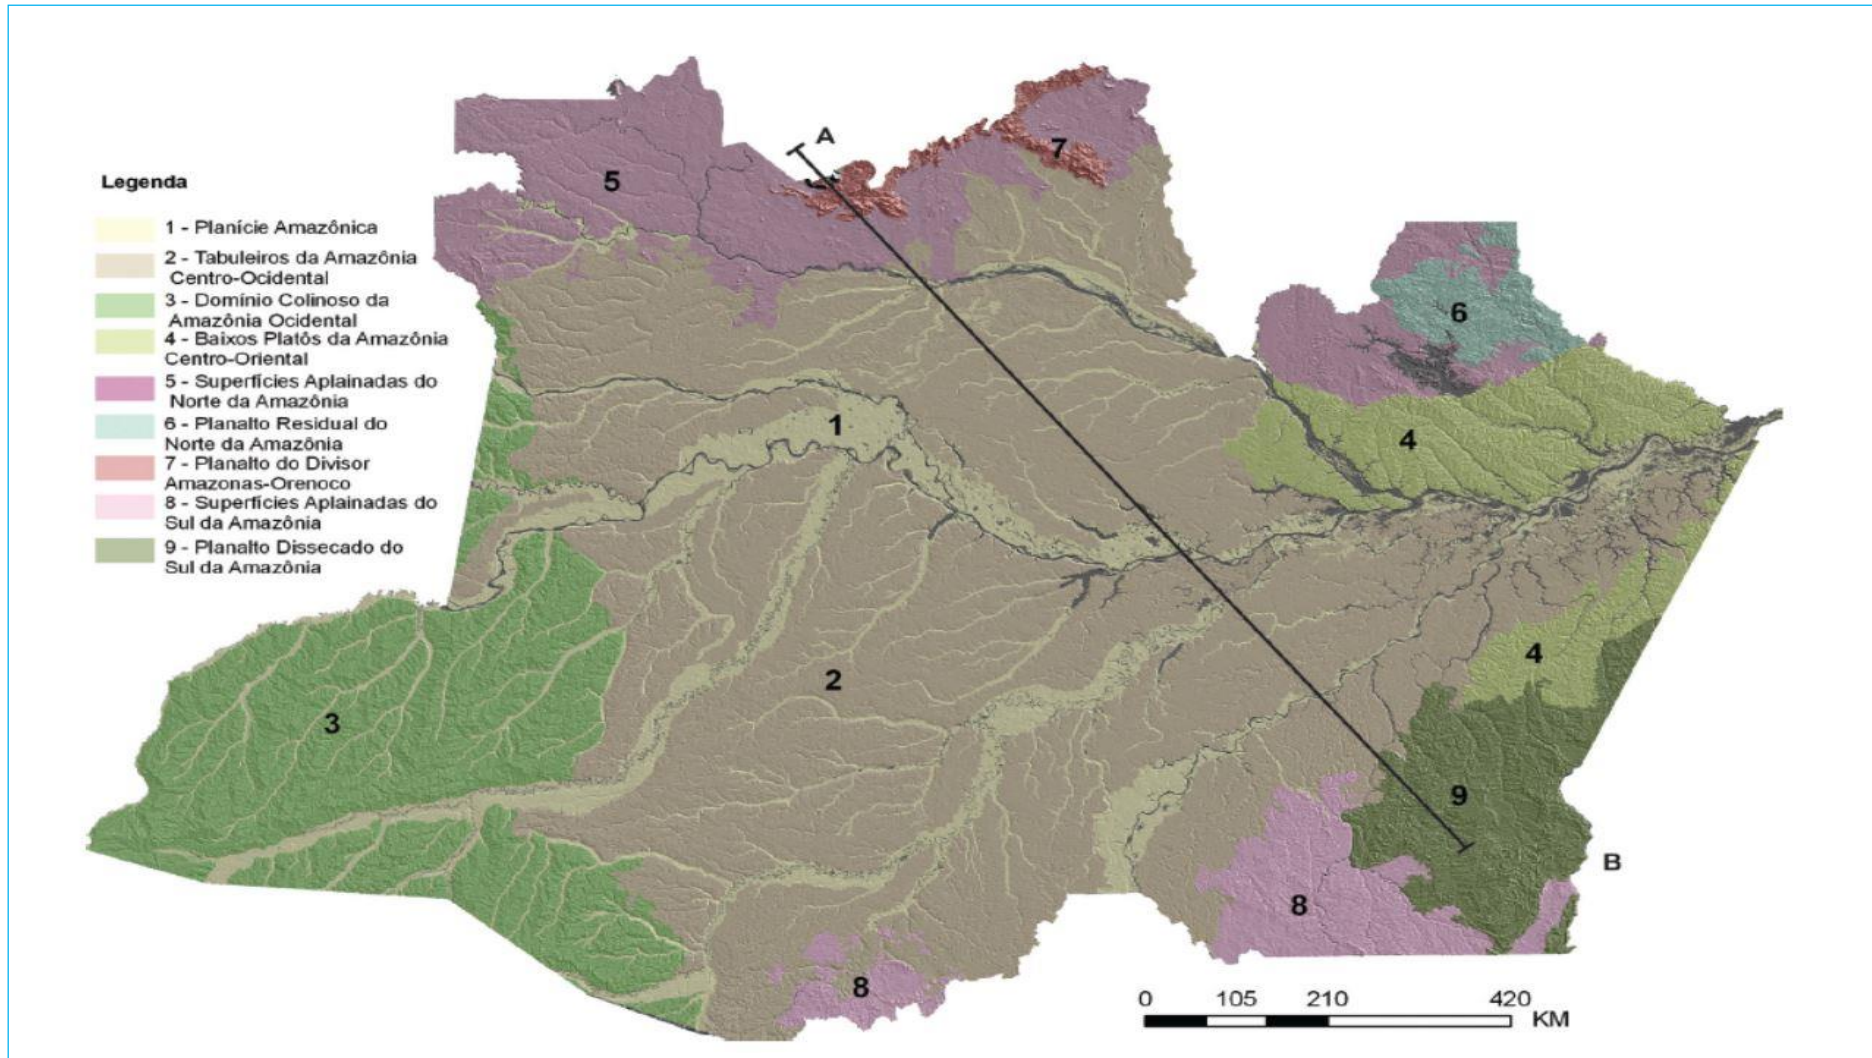 Legenda
1 - Planície Amazônica
2 - Tabuleiros da Amazônia
Centro-Ocidental
3 - Domínio Colinoso da
Amazônia Ocidental
4 - Baixos Platôs da Amazônia
Centro-Oriental
5 - Superfícies Aplainadas do
Norte da Amazônia
6 - Planalto Residual do
Norte da Amazônia
7 - Planalto do Divisor
Amazonas-Orenoco
8 - Superfícies Aplainadas do
Sul da Amazônia
9 - Planalto Dissecado do
Sul da Amazônia
A
7
5
6
1
4
4
2
3
9
B
8
8
0 105 210 420
KM